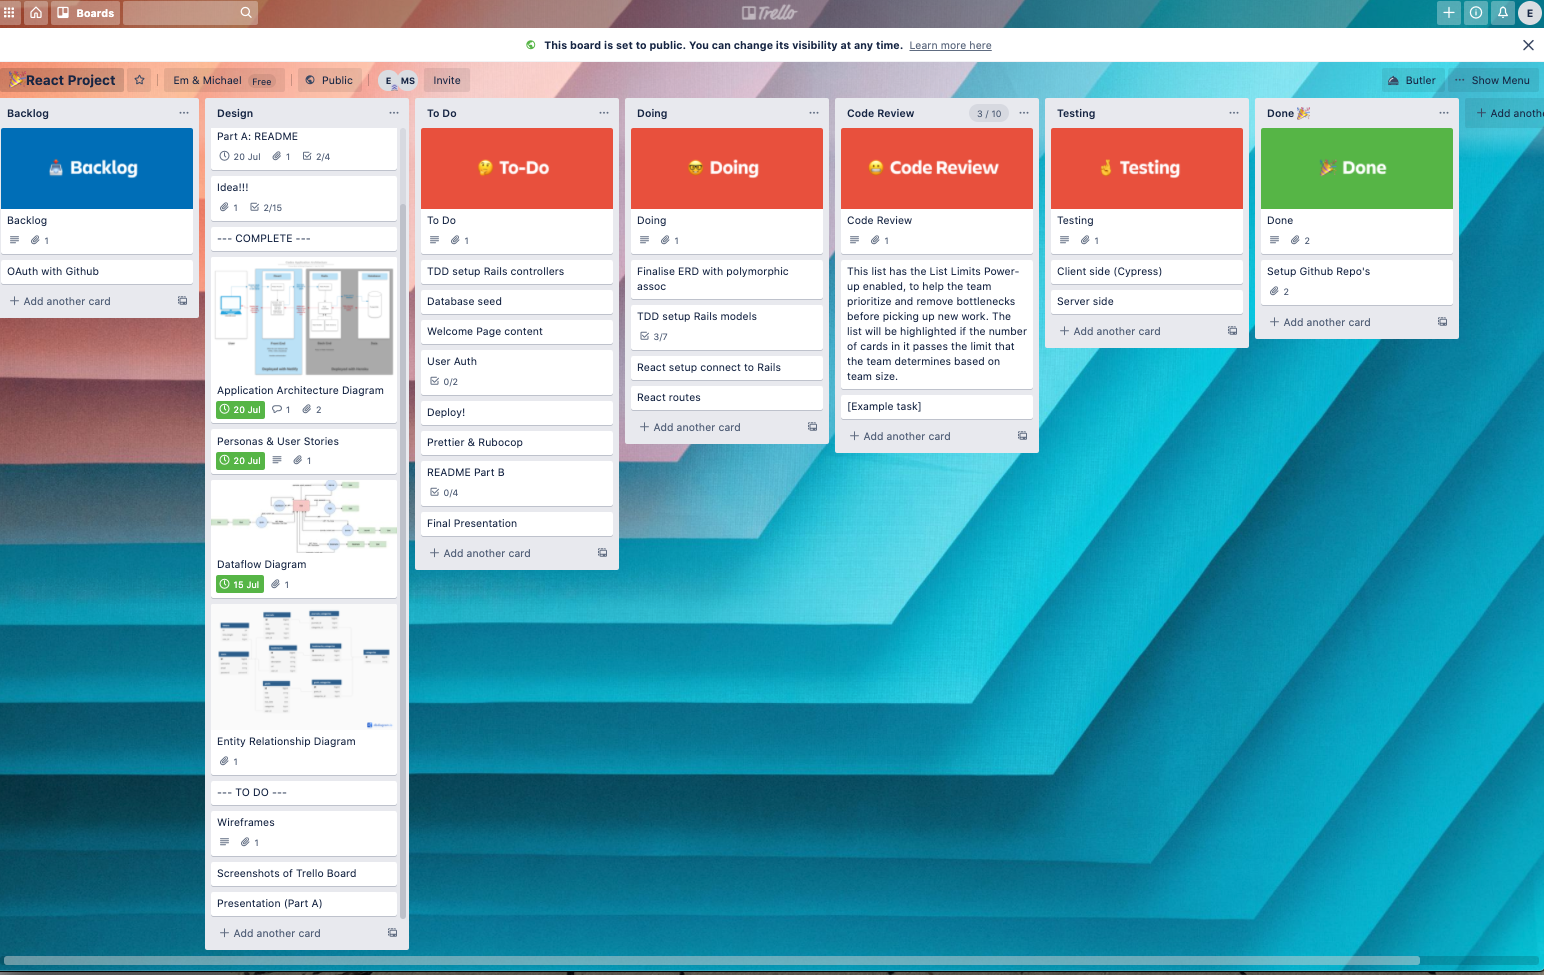 Boards
Trello
E
This board is set to public. You can change its visibility at any time. Learn more here
React Project
Em & Michael Free
Public
E MS
Invite
Butler
··· Show Menu
Backlog
Backlog
Backlog
1
OAuth with Github
+ Add another card
Design
Part A: README
20 Jul 1 2/4
Idea!!!
1 2/15
--- COMPLETE ---
Application Architecture Diagram
20 Jul 1 2
Personas & User Stories
20 Jul 1
Dataflow Diagram
15 Jul 1
Entity Relationship Diagram
1
--- TO DO ---
Wireframes
1
Screenshots of Trello Board
Presentation (Part A)
+ Add another card
To Do
To-Do
To Do
1
TDD setup Rails controllers
Database seed
Welcome Page content
User Auth
0/2
Deploy!
Prettier & Rubocop
README Part B
0/4
Final Presentation
+ Add another card
Doing
Doing
Doing
1
Finalise ERD with polymorphic
assoc
TDD setup Rails models
3/7
React setup connect to Rails
React routes
+ Add another card
Code Review 3 / 10
Code Review
Code Review
1
This list has the List Limits Power-
up enabled, to help the team
prioritize and remove bottlenecks
before picking up new work. The
list will be highlighted if the number
of cards in it passes the limit that
the team determines based on
team size.
[Example task]
+ Add another card
Testing
Testing
Testing
1
Client side (Cypress)
Server side
+ Add another card
Done
Done
Done
2
Setup Github Repo's
2
+ Add another card
+ Add anothe